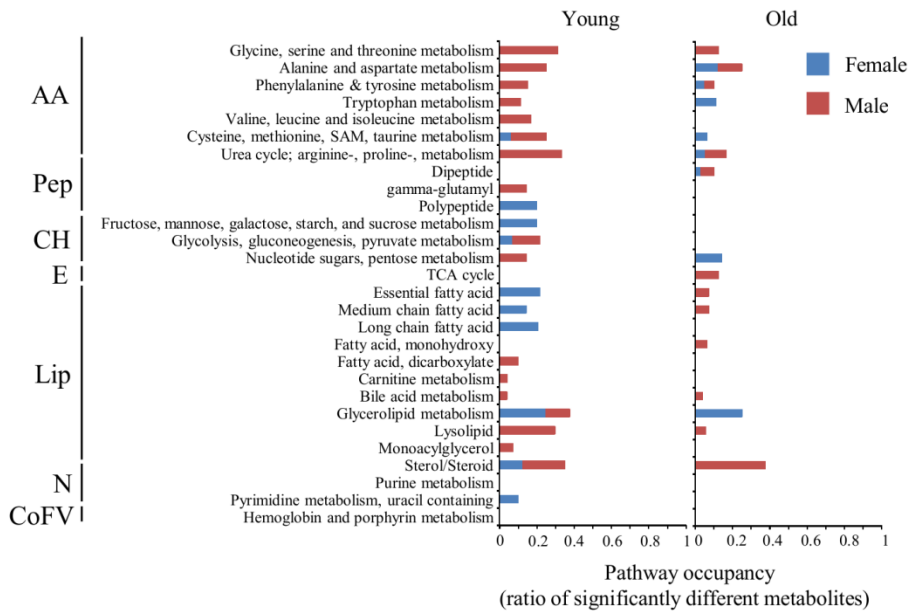 Young
Old
Female
Male
AA
Glycine, serine and threonine metabolism
Alanine and aspartate metabolism
Phenylalanine & tyrosine metabolism
Tryptophan metabolism
Valine, leucine and isoleucine metabolism
Cysteine, methionine, SAM, taurine metabolism
Urea cycle; arginine-, proline-, metabolism
Pep
Dipeptide
gamma-glutamyl
Polypeptide
CH
Fructose, mannose, galactose, starch, and sucrose metabolism
Glycolysis, gluconeogenesis, pyruvate metabolism
Nucleotide sugars, pentose metabolism
E
TCA cycle
Lip
Essential fatty acid
Medium chain fatty acid
Long chain fatty acid
Fatty acid, monohydroxy
Fatty acid, dicarboxylate
Carnitine metabolism
Bile acid metabolism
Glycerolipid metabolism
Lysolipid
Monoacylglycerol
Sterol/Steroid
N
Purine metabolism
Pyrimidine metabolism, uracil containing
CoFV
Hemoglobin and porphyrin metabolism
0 0.2 0.4 0.6 0.8 1
0 0.2 0.4 0.6 0.8 1
Pathway occupancy
(ratio of significantly different metabolites)